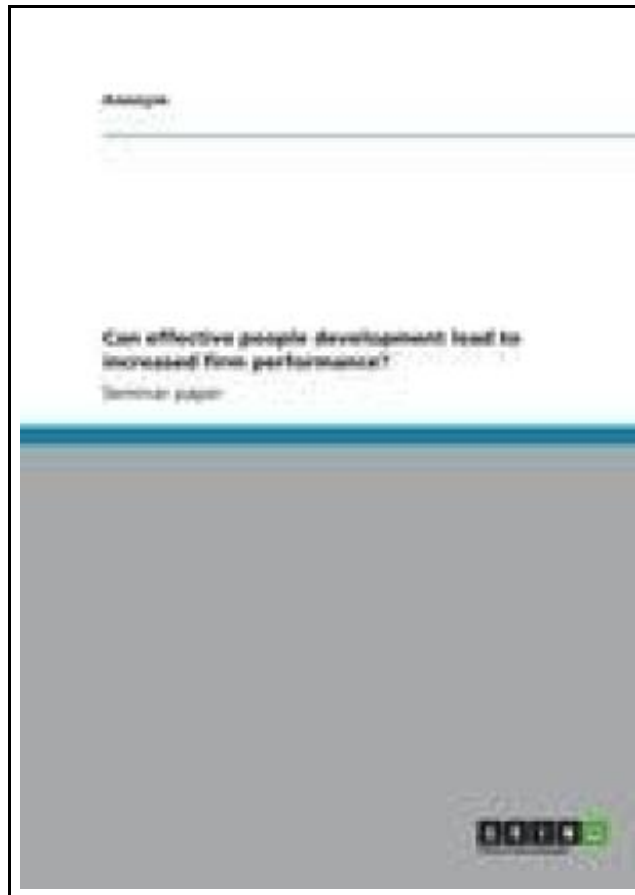 Anonym
Can effective people development lead to
increased firm performance?
Seminar paper
GRIN